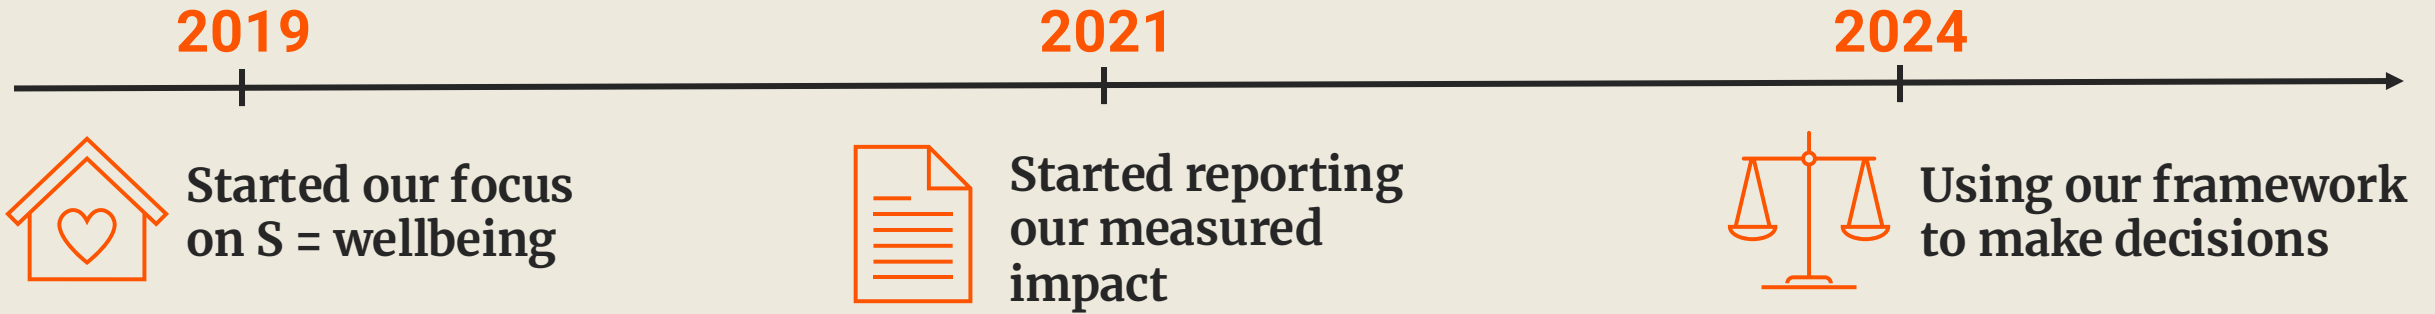 2019
2021
2024
Started our focus
on S = wellbeing
Started reporting
our measured
impact
Using our framework
to make decisions